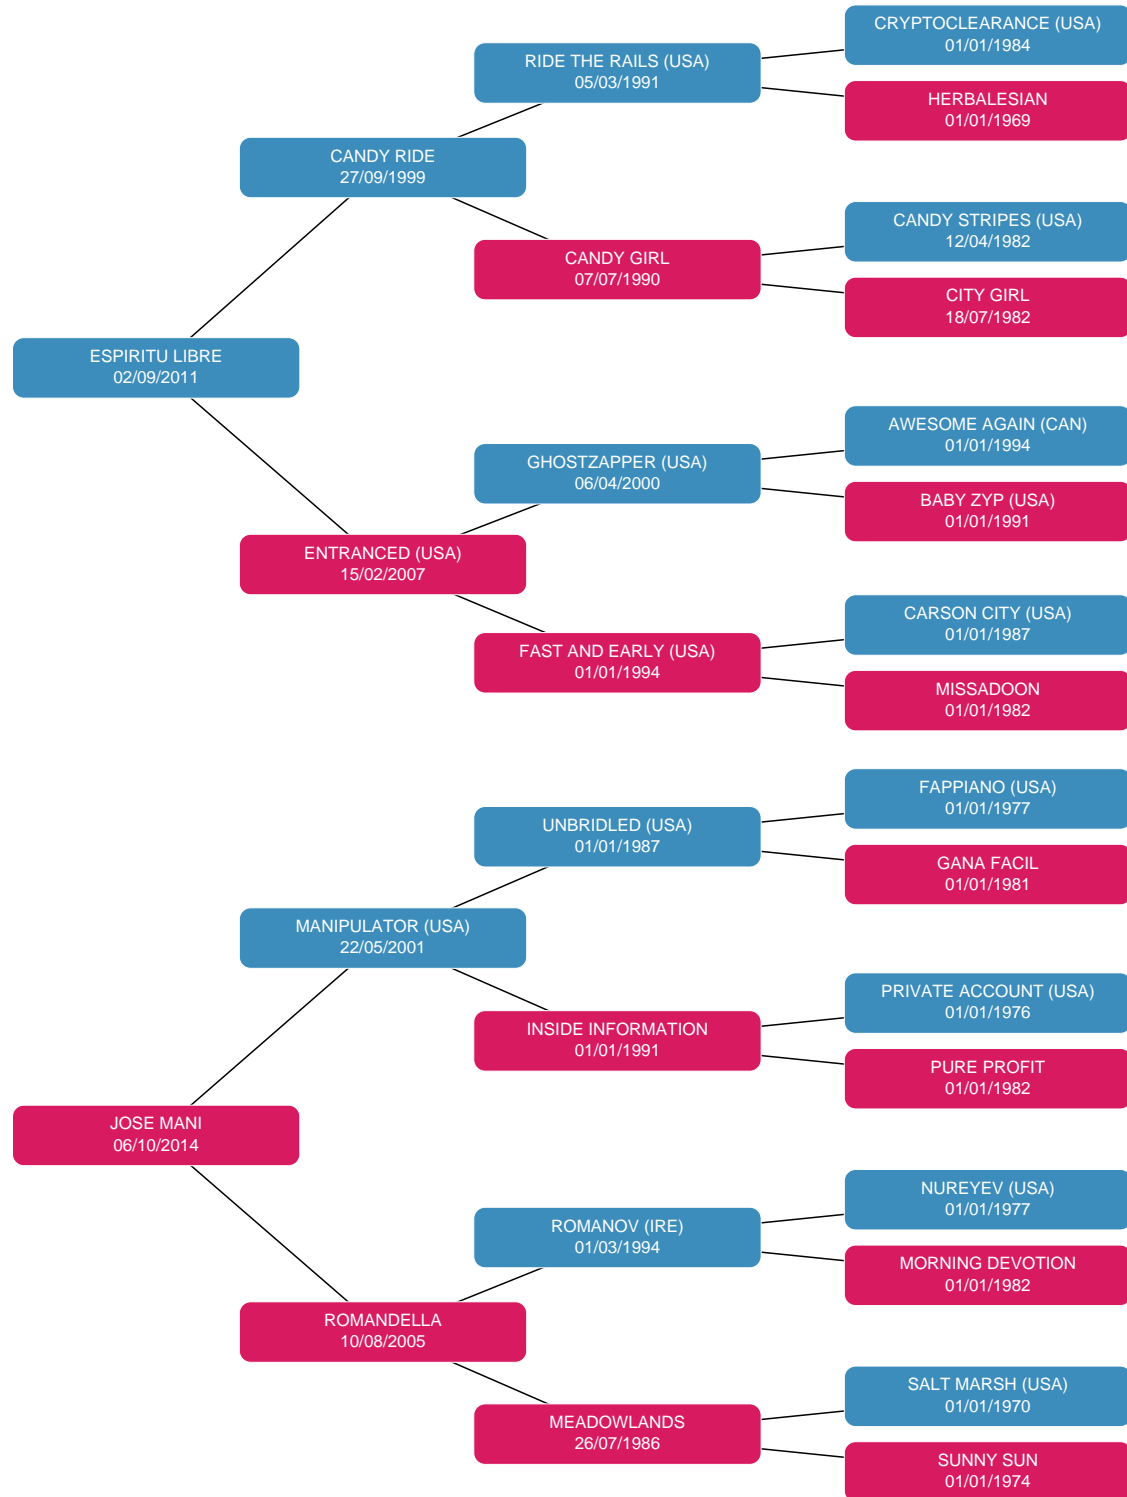 CRYPTOCLEARANCE (USA)
01/01/1984
RIDE THE RAILS (USA)
05/03/1991
HERBALESIAN
01/01/1969
CANDY RIDE
27/09/1999
CANDY STRIPES (USA)
12/04/1982
CANDY GIRL
07/07/1990
CITY GIRL
18/07/1982
ESPIRITU LIBRE
02/09/2011
AWESOME AGAIN (CAN)
01/01/1994
GHOSTZAPPER (USA)
06/04/2000
BABY ZYP (USA)
01/01/1991
ENTRANCED (USA)
15/02/2007
CARSON CITY (USA)
01/01/1987
FAST AND EARLY (USA)
01/01/1994
MISSADOON
01/01/1982
FAPPIANO (USA)
01/01/1977
UNBRIDLED (USA)
01/01/1987
GANA FACIL
01/01/1981
MANIPULATOR (USA)
22/05/2001
PRIVATE ACCOUNT (USA)
01/01/1976
INSIDE INFORMATION
01/01/1991
PURE PROFIT
01/01/1982
JOSE MANI
06/10/2014
NUREYEV (USA)
01/01/1977
ROMANOV (IRE)
01/03/1994
MORNING DEVOTION
01/01/1982
ROMANDELLA
10/08/2005
SALT MARSH (USA)
01/01/1970
MEADOWLANDS
26/07/1986
SUNNY SUN
01/01/1974